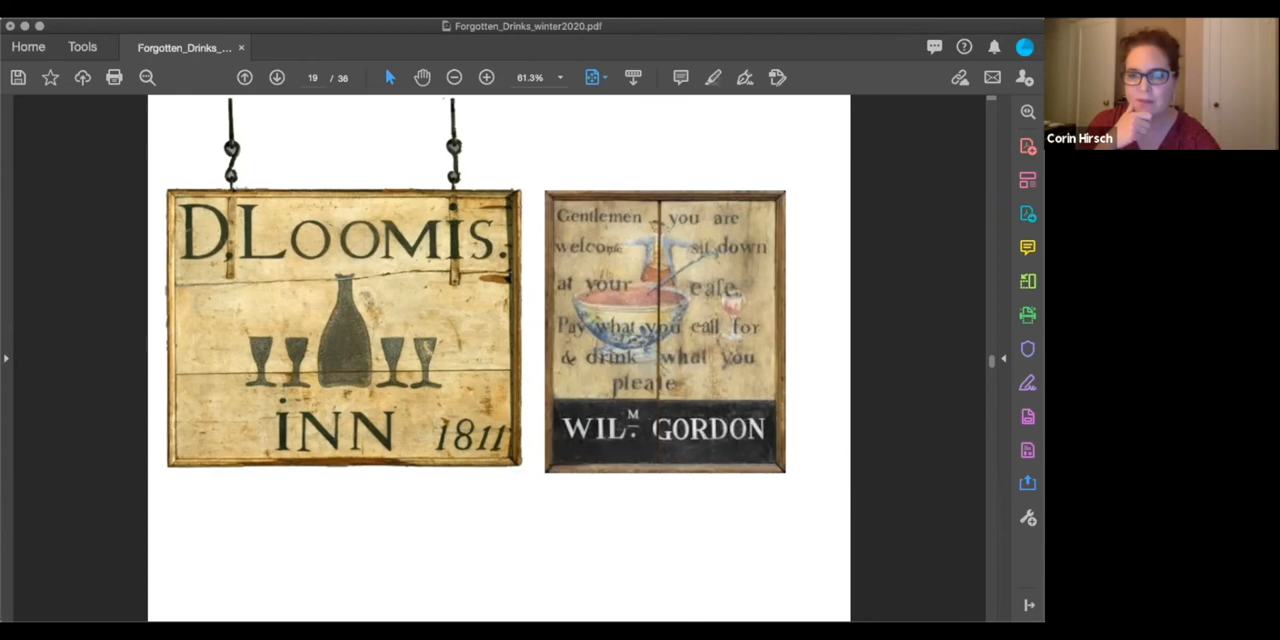 Forgotten_Drinks_winter2020.pdf
Home Tools Forgotten_Drinks_... ×
19 / 36 61.3%
Corin Hirsch
D. LOOMIS.
INN 1811
Gentlemen you are
welcome sit down
at your eaſe.
Pay what you call for
& drink what you
pleaſe
WIL.M GORDON